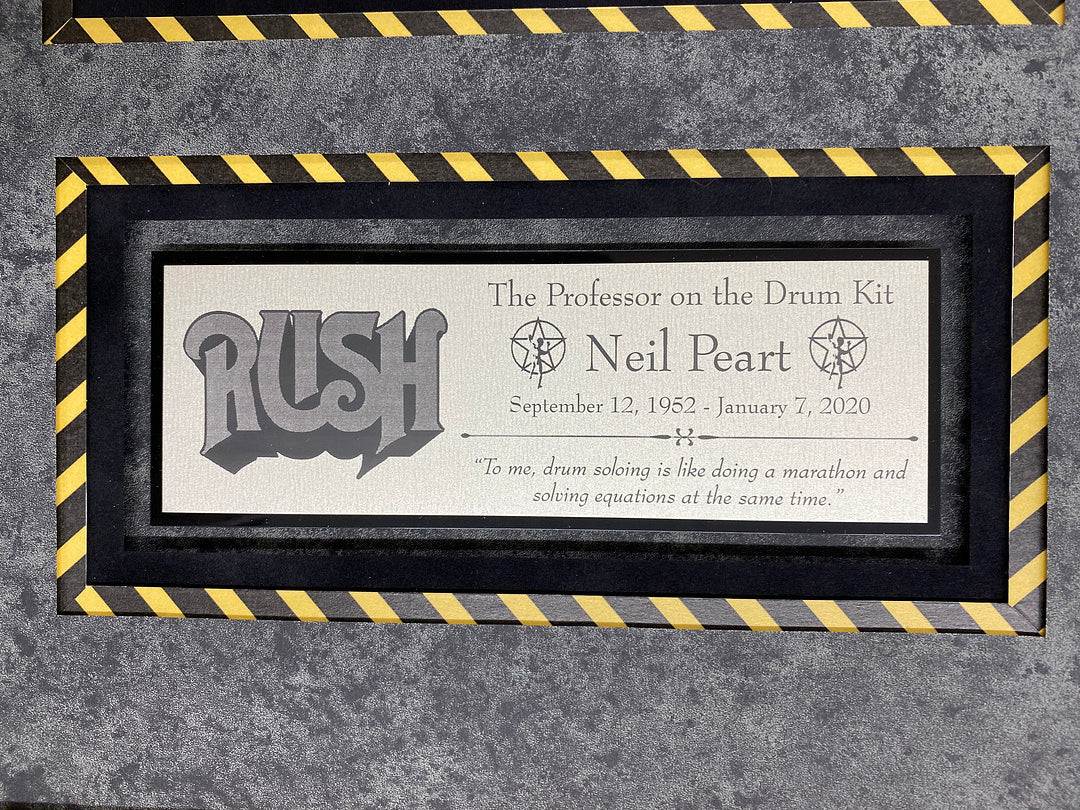 RUSH
The Professor on the Drum Kit
Neil Peart
September 12, 1952 - January 7, 2020
“To me, drum soloing is like doing a marathon and
solving equations at the same time.”